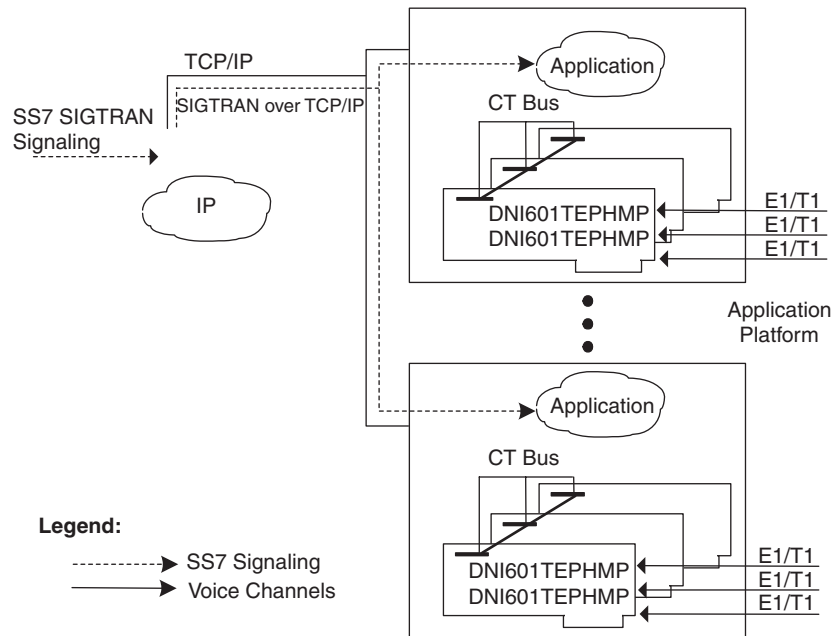 TCP/IP
SIGTRAN over TCP/IP
SS7 SIGTRAN
Signaling
IP
Application
CT Bus
DNI601TEPHMP
DNI601TEPHMP
E1/T1
E1/T1
E1/T1
Application
Platform
Application
CT Bus
DNI601TEPHMP
DNI601TEPHMP
E1/T1
E1/T1
E1/T1
Legend:
SS7 Signaling
Voice Channels